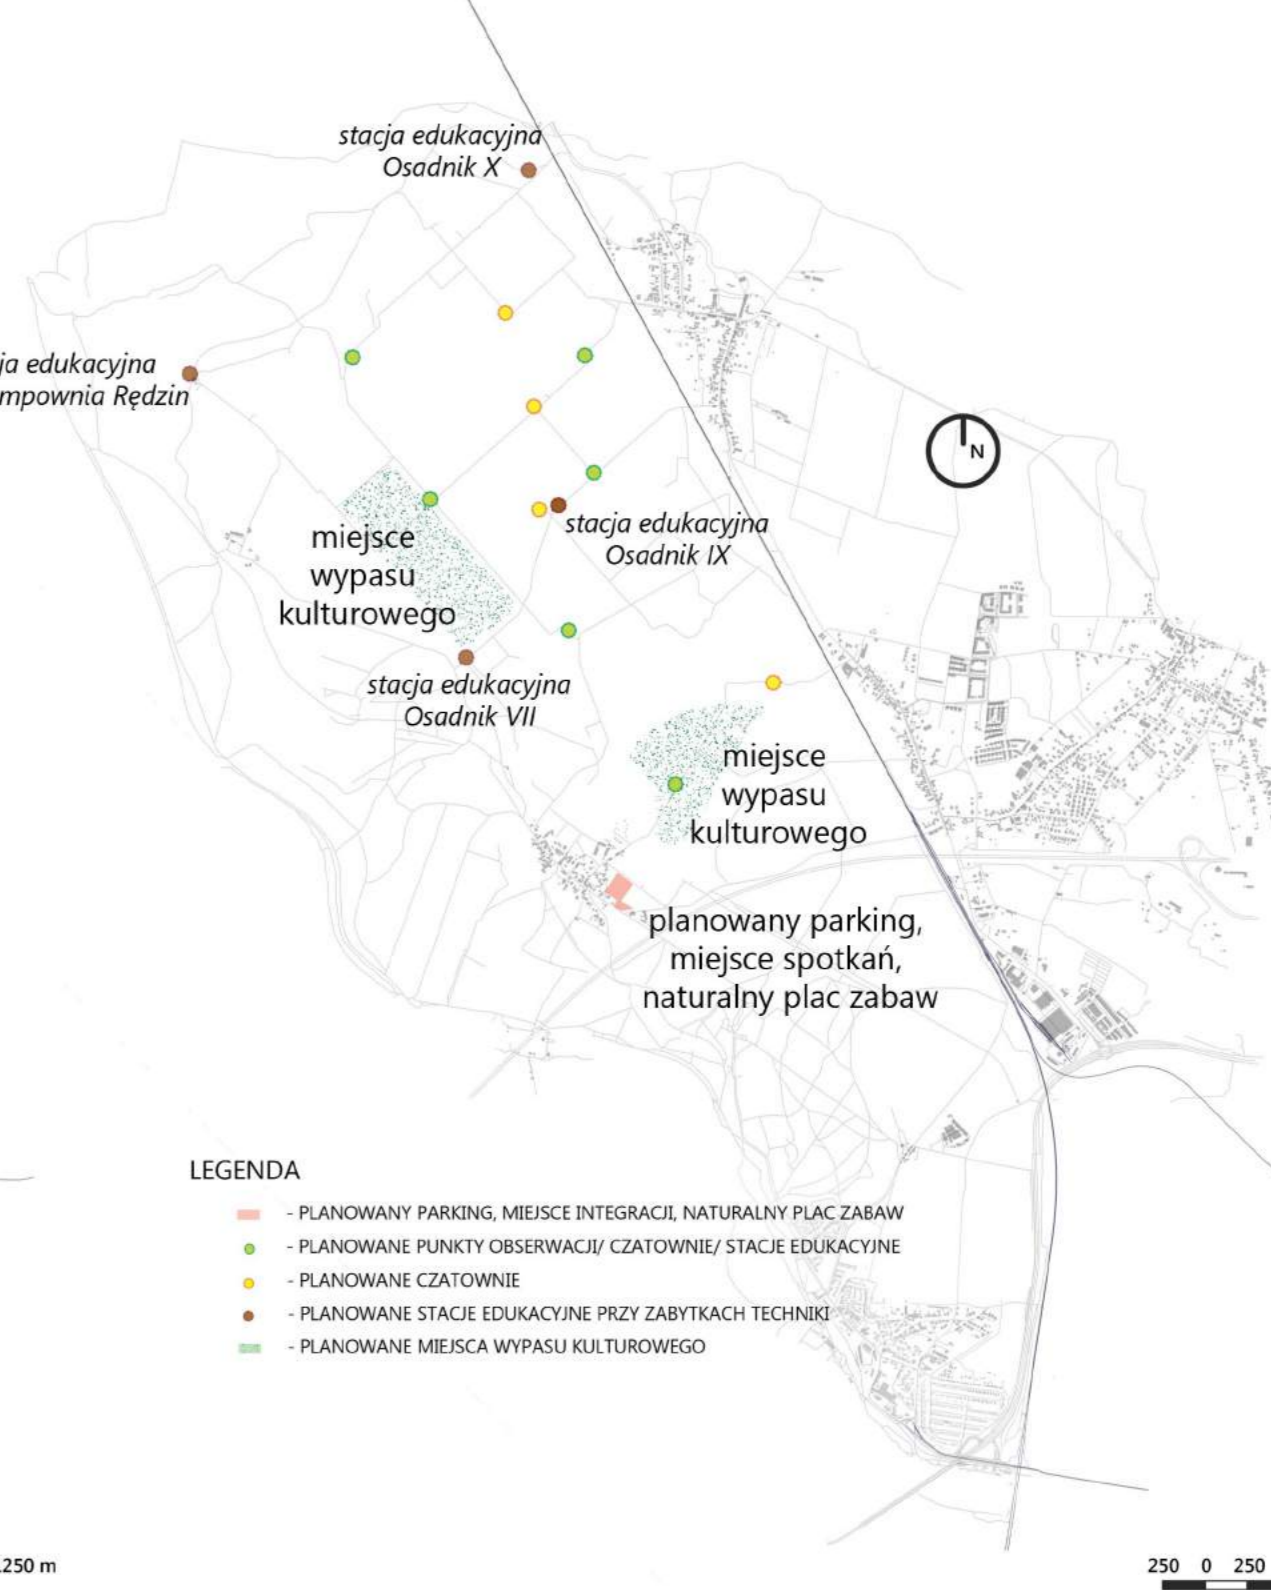 stacja edukacyjna
Osadnik X
ja edukacyjna
mpownia Rędzin
N
stacja edukacyjna
Osadnik IX
miejsce
wypasu
kulturowego
stacja edukacyjna
Osadnik VII
miejsce
wypasu
kulturowego
planowany parking,
miejsce spotkań,
naturalny plac zabaw
LEGENDA
- PLANOWANY PARKING, MIEJSCE INTEGRACJI, NATURALNY PLAC ZABAW
- PLANOWANE PUNKTY OBSERWACJI/ CZATOWNIE/ STACJE EDUKACYJNE
- PLANOWANE CZATOWNIE
- PLANOWANE STACJE EDUKACYJNE PRZY ZABYTKACH TECHNIKI
- PLANOWANE MIEJSCA WYPASU KULTUROWEGO
250 m
250 0 250